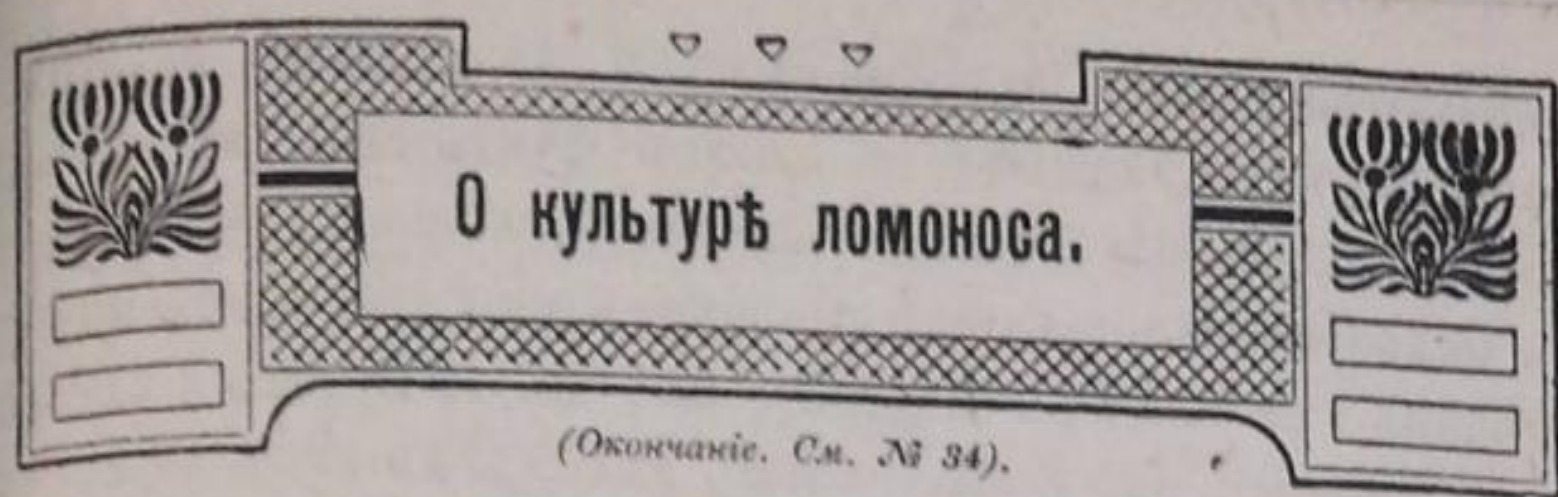 О культурѣ ломоноса.
(Окончаніе. См. № 34).